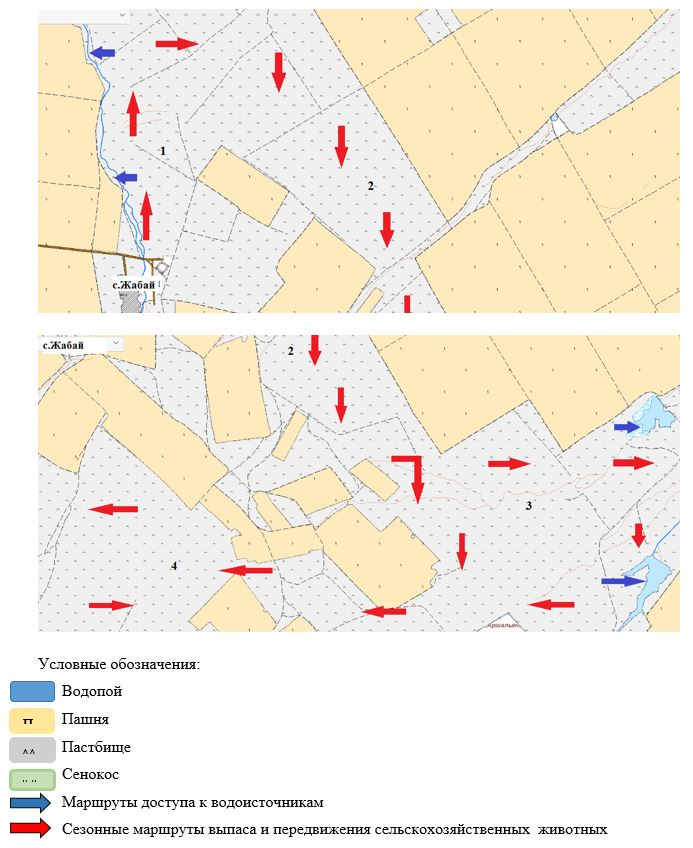 1
2
с.Жабай
с.Жабай
2
3
4
Аршалыкс
Условные обозначения:
Водопой
Пашня
Пастбище
Сенокос
Маршруты доступа к водоисточникам
Сезонные маршруты выпаса и передвижения сельскохозяйственных животных